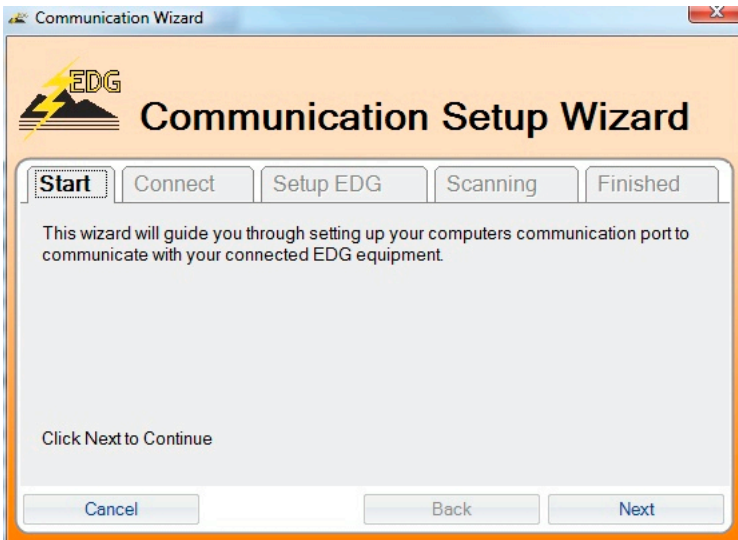 Communication Wizard
X
EDG
Communication Setup Wizard
Start Connect Setup EDG Scanning Finished
This wizard will guide you through setting up your computers communication port to
communicate with your connected EDG equipment.
Click Next to Continue
Cancel Back Next